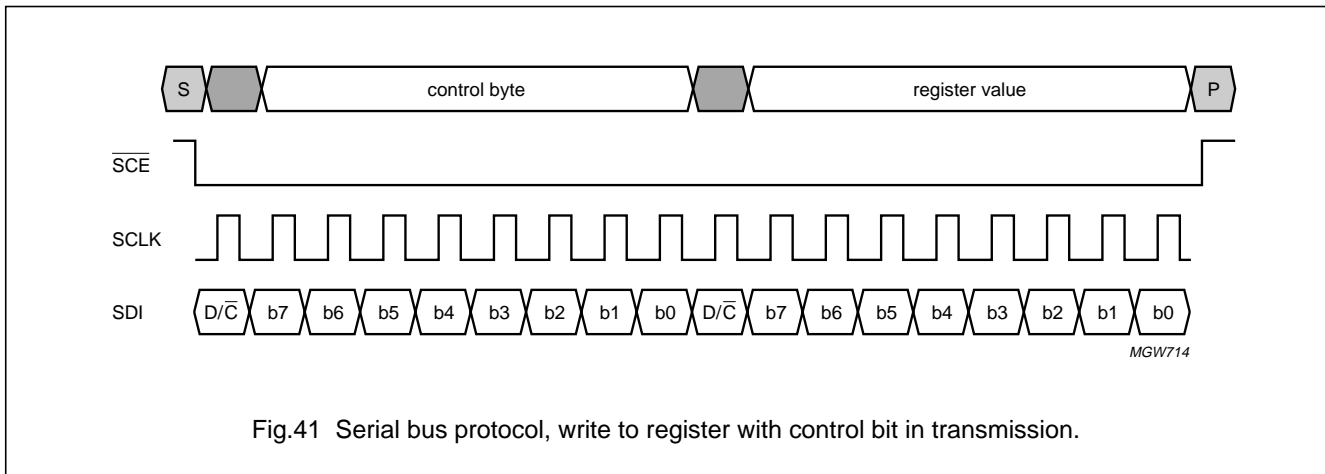 S control byte register value P
S̅C̅E̅
SCLK
SDI D/C̅ b7 b6 b5 b4 b3 b2 b1 b0 D/C̅ b7 b6 b5 b4 b3 b2 b1 b0
MGW714
Fig.41 Serial bus protocol, write to register with control bit in transmission.